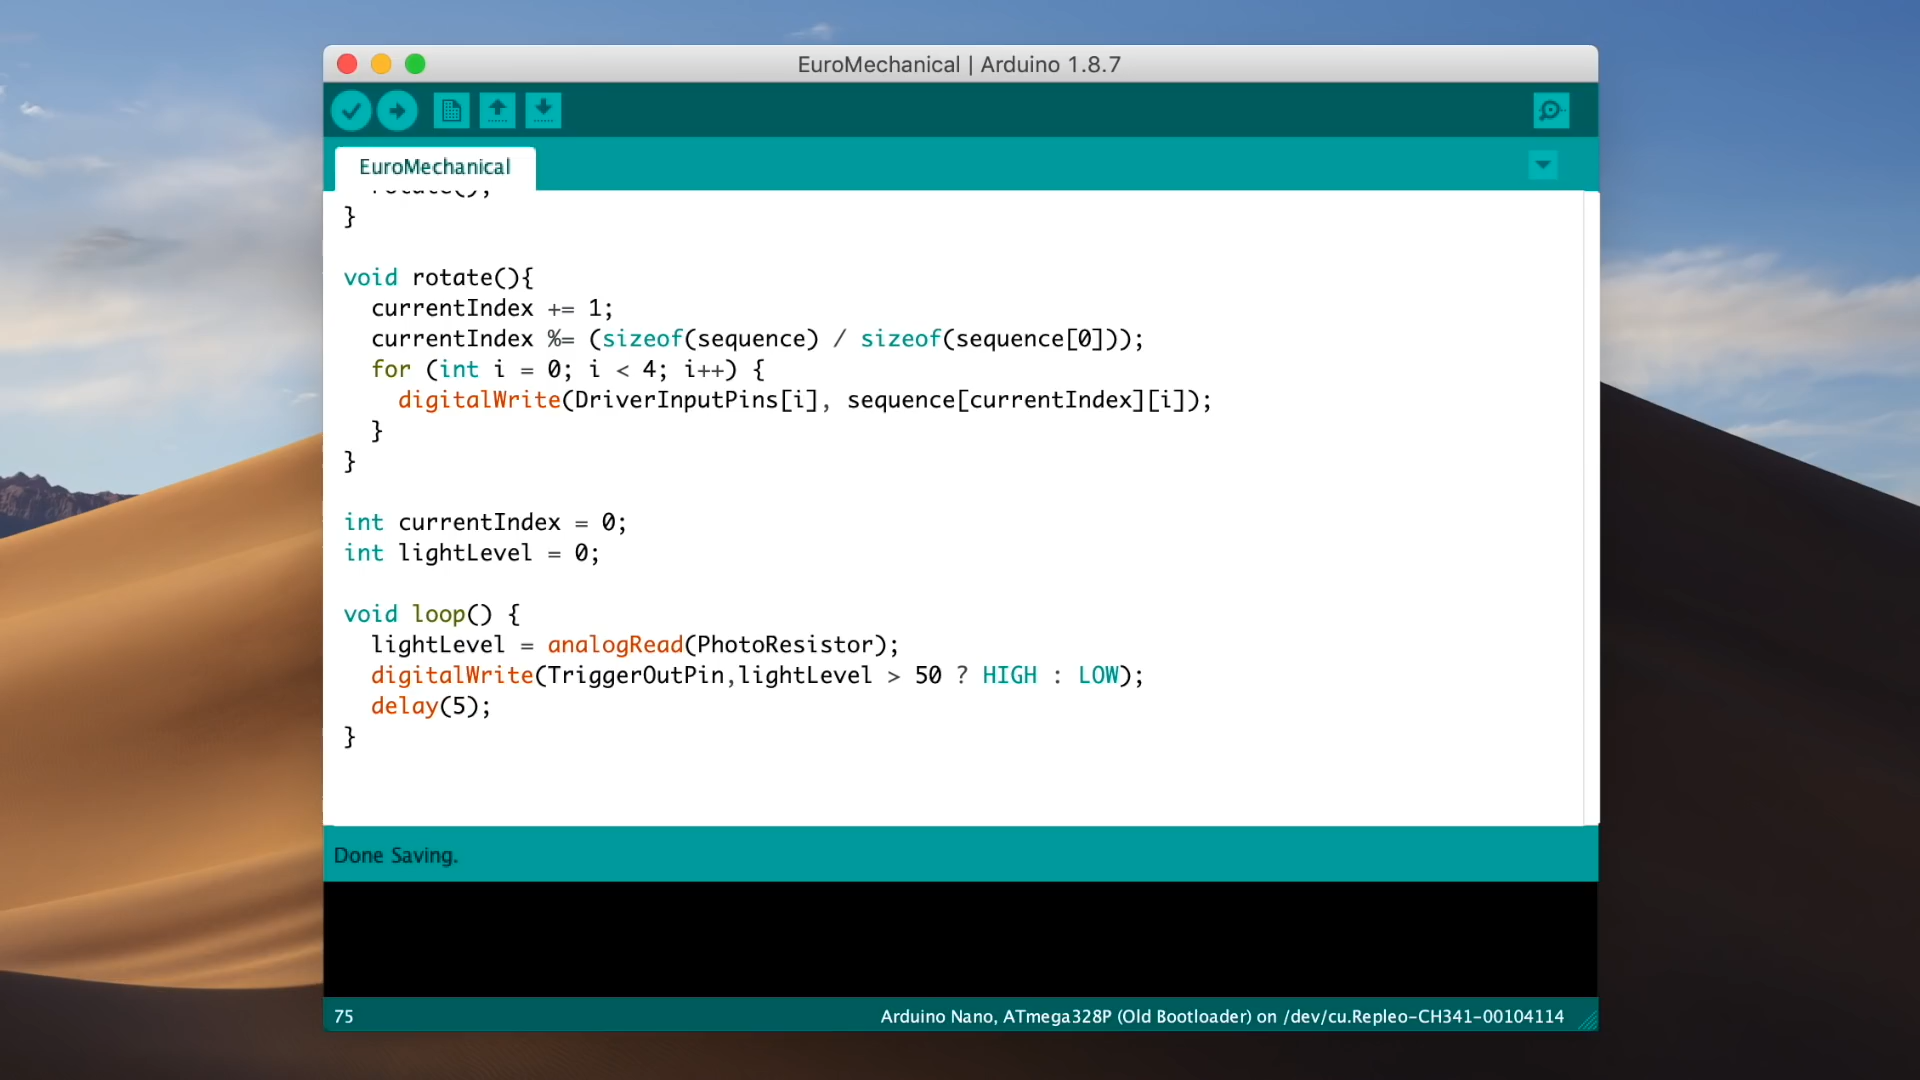 EuroMechanical | Arduino 1.8.7
EuroMechanical
rotate();
}
void rotate(){
currentIndex += 1;
currentIndex %= (sizeof(sequence) / sizeof(sequence[0]));
for (int i = 0; i < 4; i++) {
digitalWrite(DriverInputPins[i], sequence[currentIndex][i]);
}
}
int currentIndex = 0;
int lightLevel = 0;
void loop() {
lightLevel = analogRead(PhotoResistor);
digitalWrite(TriggerOutPin,lightLevel > 50 ? HIGH : LOW);
delay(5);
}
Done Saving.
75
Arduino Nano, ATmega328P (Old Bootloader) on /dev/cu.Repleo-CH341-00104114